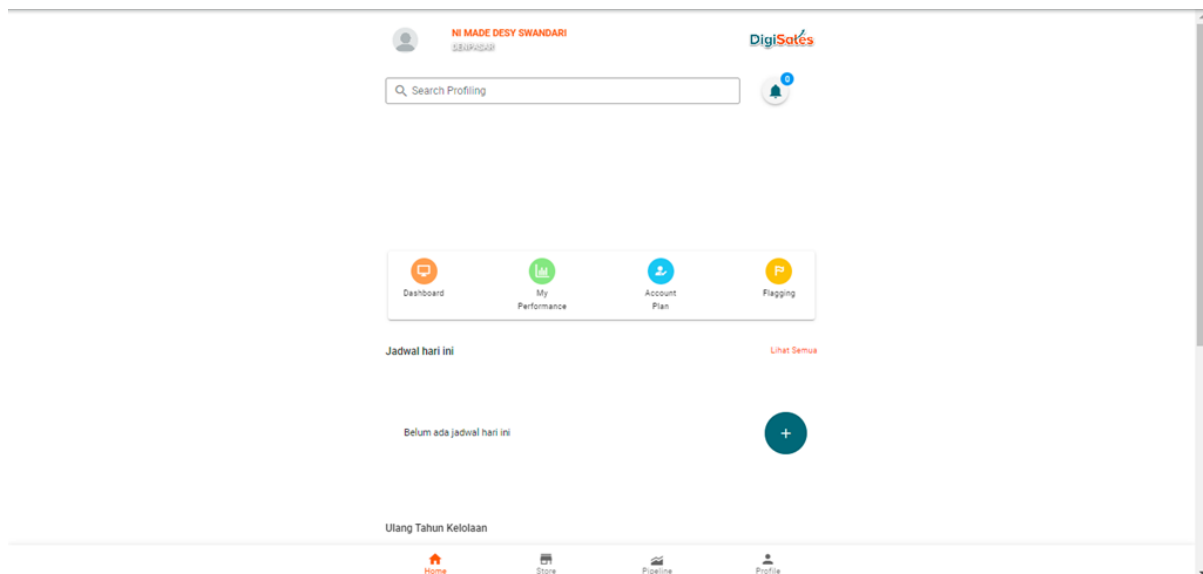 NI MADE DESY SWANDARI
DENPASAR
DigiSales
Search Profiling
0
Dashboard
My
Performance
Account
Plan
Flagging
Jadwal hari ini
Lihat Semua
Belum ada jadwal hari ini
+
Ulang Tahun Kelolaan
Home
Store
Pipeline
Profile